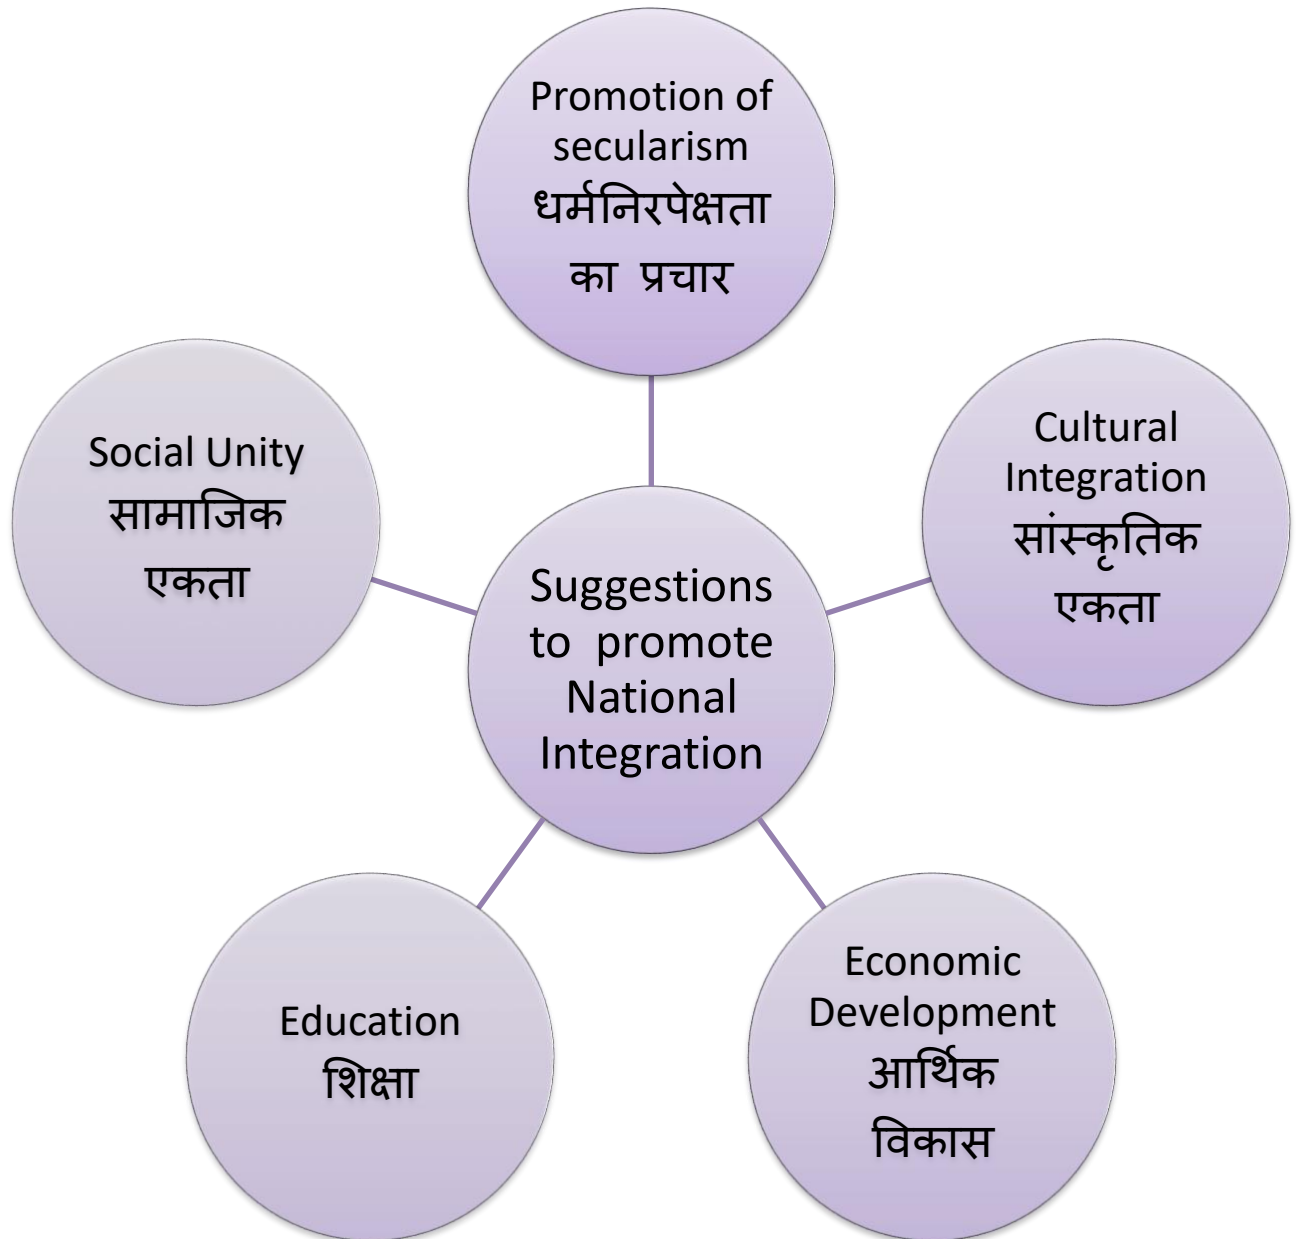 Promotion of
secularism
धर्मनिरपेक्षता
का प्रचार
Social Unity
सामाजिक
एकता
Cultural
Integration
सांस्कृतिक
एकता
Suggestions
to promote
National
Integration
Education
शिक्षा
Economic
Development
आर्थिक
विकास